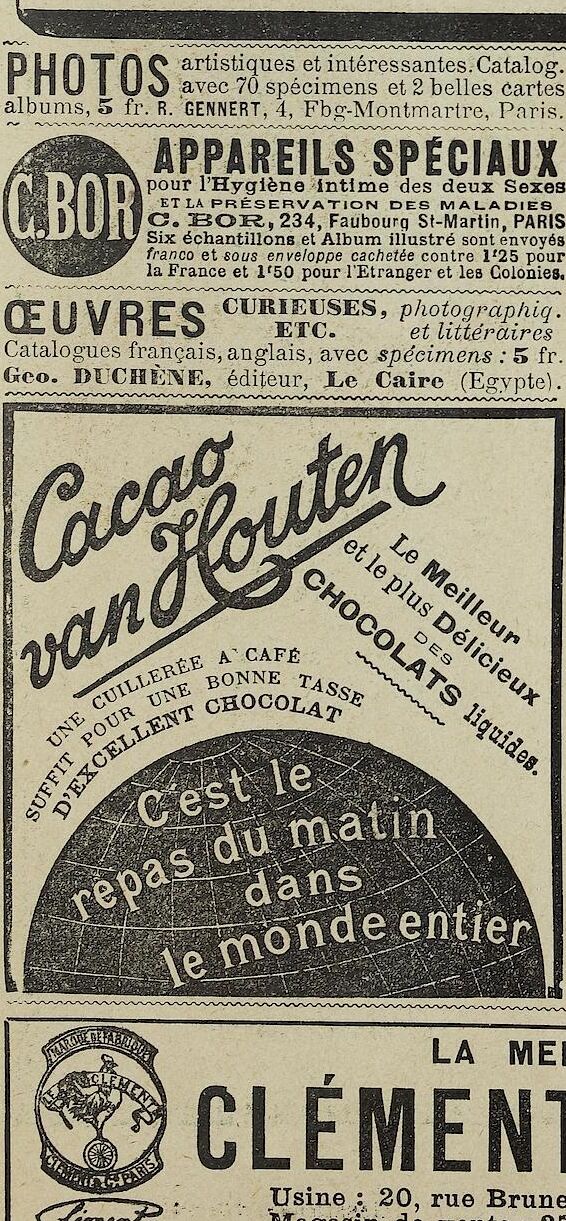 PHOTOS artistiques et intéressantes. Catalog.
avec 70 spécimens et 2 belles cartes
albums, 5 fr. R. GENNERT, 4, Fbg-Montmartre, Paris.
C. BOR
APPAREILS SPÉCIAUX
pour l'Hygiène intime des deux Sexes
ET LA PRÉSERVATION DES MALADIES
C. BOR, 234, Faubourg St-Martin, PARIS
Six échantillons et Album illustré sont envoyés
franco et sous enveloppe cachetée contre 1f25 pour
la France et 1f50 pour l'Etranger et les Colonies.
ŒUVRES CURIEUSES, photographiq.
ETC. et littéraires
Catalogues français, anglais, avec spécimens : 5 fr.
Geo. DUCHÈNE, éditeur, Le Caire (Egypte).
Cacao
van Houten
Le Meilleur
et le plus Délicieux
DES
CHOCOLATS liquides.
UNE CUILLERÉE A CAFÉ
SUFFIT POUR UNE BONNE TASSE
D'EXCELLENT CHOCOLAT
C'est le
repas du matin
dans
le monde entier
MARQUE DE FABRIQUE
LE CLÉMENT
CLÉMENT & Cie PARIS
LA
CLÉMENT
Usine : 20, rue